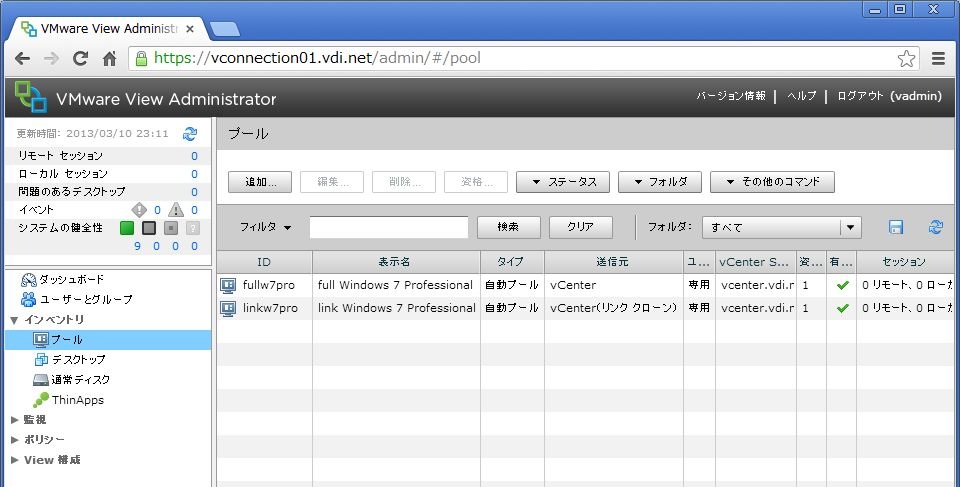 VMware View Administr
https://vconnection01.vdi.net/admin/#/pool
VMware View Administrator
バージョン情報 | ヘルプ | ログアウト (vadmin)
更新時間: 2013/03/10 23:11
リモート セッション 0
ローカル セッション 0
問題のあるデスクトップ 0
イベント ! 0 ! 0
システムの健全性 ?
9 0 0 0
ダッシュボード
ユーザーとグループ
インベントリ
プール
デスクトップ
通常ディスク
ThinApps
監視
ポリシー
View 構成
プール
追加... 編集... 削除... 資格... ステータス フォルダ その他のコマンド
フィルタ 検索 クリア フォルダ: すべて
ID 表示名 タイプ 送信元 ユ... vCenter S... 資... 有... セッション
fullw7pro full Windows 7 Professional 自動プール vCenter 専用 vcenter.vdi.r 1 0 リモート、0 ローカ
linkw7pro link Windows 7 Professional 自動プール vCenter(リンク クローン) 専用 vcenter.vdi.r 1 0 リモート、0 ローカ